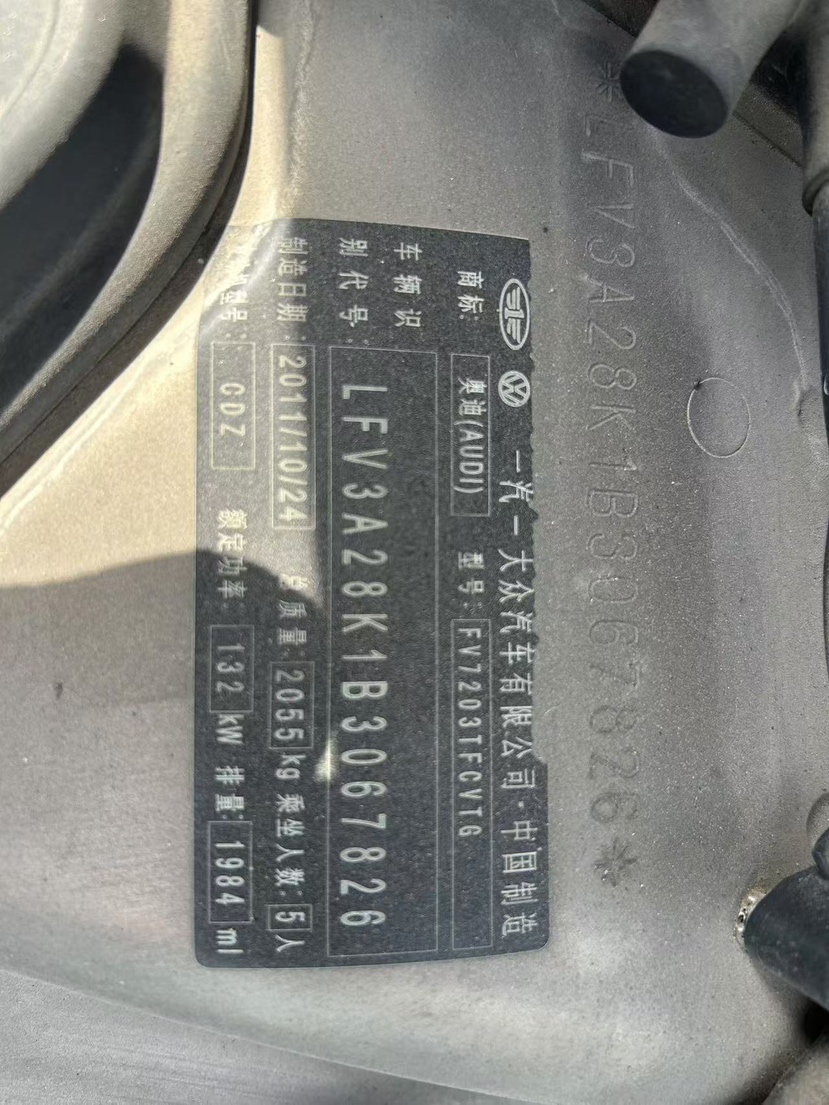 *LFV3A28K1B3067826*
一汽－大众汽车有限公司·中国制造
商标: 奥迪(AUDI) 型号: FV7203TFCVTG
车辆识别代号: LFV3A28K1B3067826
制造日期: 2011/10/24 总质量: 2055 kg 乘坐人数: 5 人
机型号: CDZ 额定功率: 132 kW 排量: 1984 ml